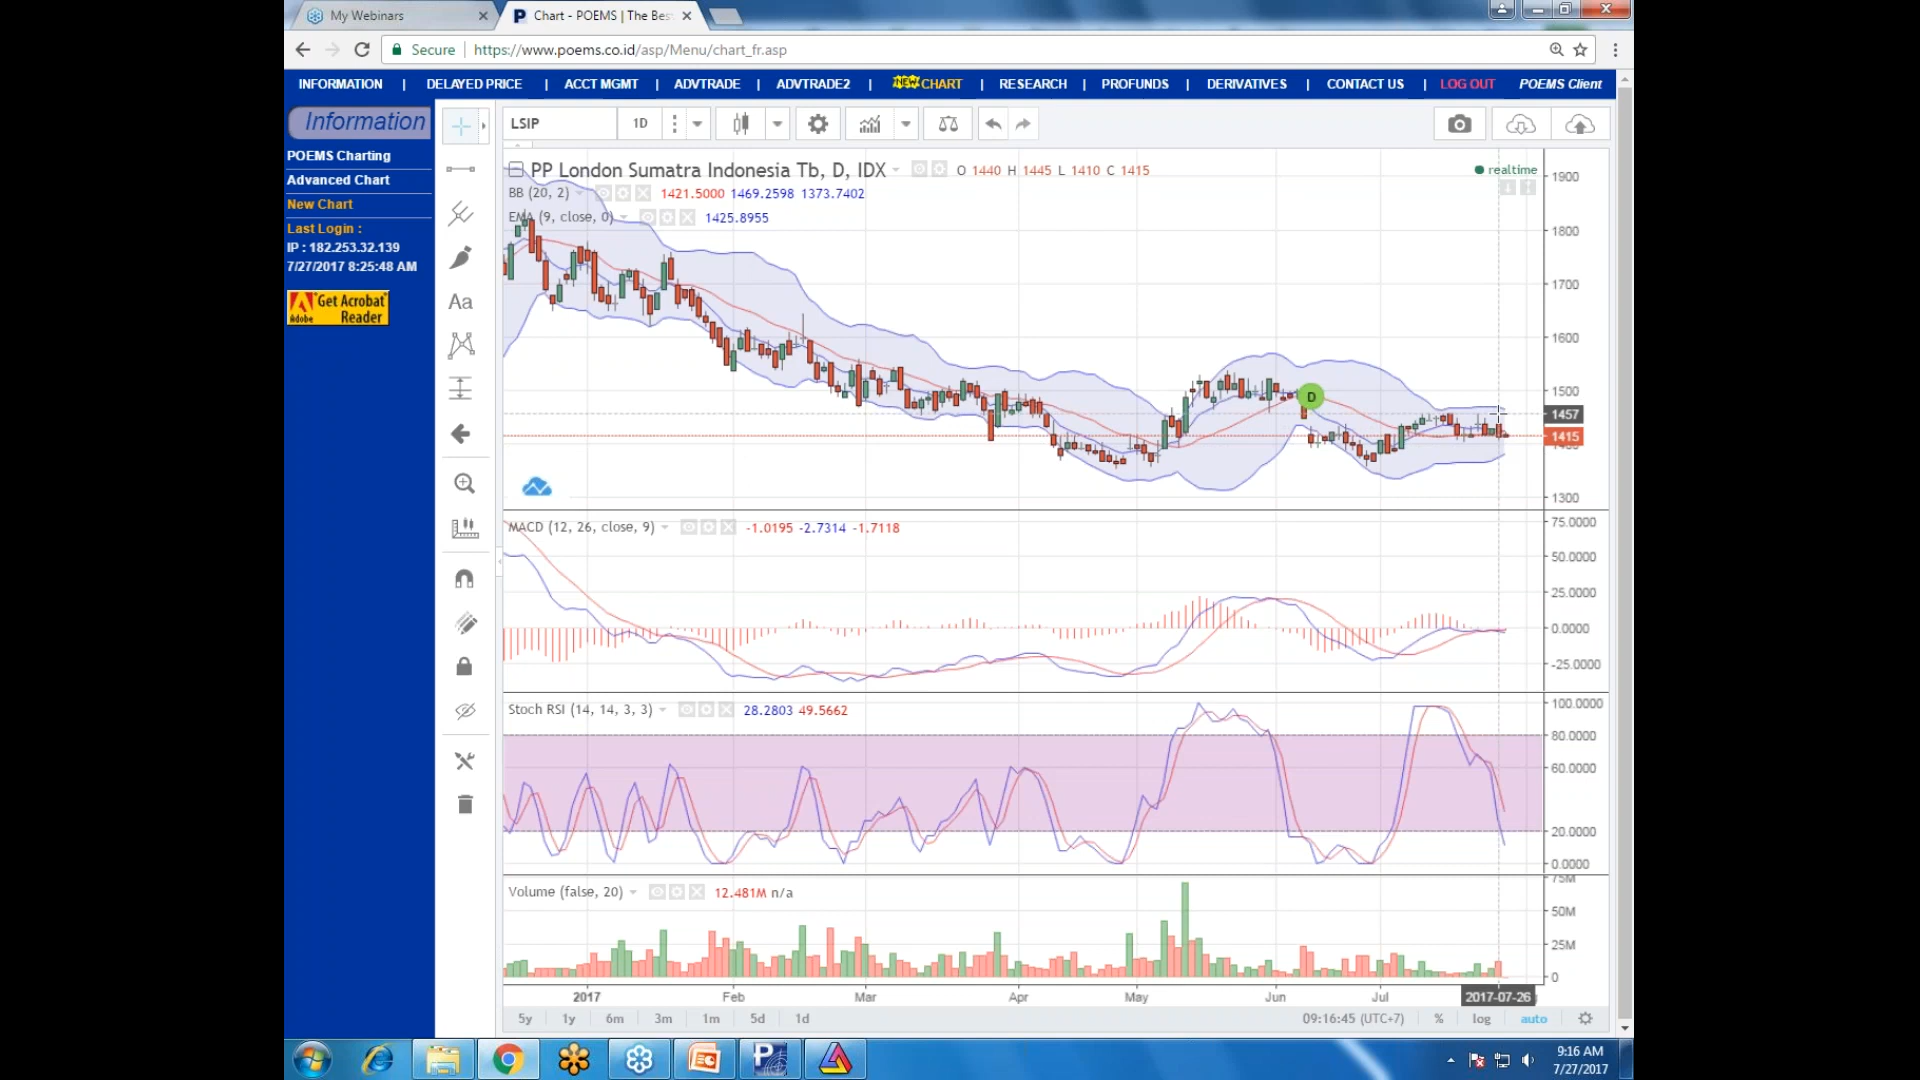 My Webinars
Chart - POEMS | The Bes
Secure | https://www.poems.co.id/asp/Menu/chart_fr.asp
INFORMATION | DELAYED PRICE | ACCT MGMT | ADVTRADE | ADVTRADE2 | NEW CHART | RESEARCH | PROFUNDS | DERIVATIVES | CONTACT US | LOG OUT POEMS Client
Information
POEMS Charting
Advanced Chart
New Chart
Last Login :
IP : 182.253.32.139
7/27/2017 8:25:48 AM
Get Acrobat
Adobe Reader
Aa
LSIP 1D
PP London Sumatra Indonesia Tb, D, IDX O 1440 H 1445 L 1410 C 1415
realtime
BB (20, 2) 1421.5000 1469.2598 1373.7402
EMA (9, close, 0) 1425.8955
1900
1800
1700
1600
1500
D
1457
1415
1300
MACD (12, 26, close, 9) -1.0195 -2.7314 -1.7118
75.0000
50.0000
25.0000
0.0000
-25.0000
Stoch RSI (14, 14, 3, 3) 28.2803 49.5662
100.0000
80.0000
60.0000
20.0000
0.0000
Volume (false, 20) 12.481M n/a
75M
50M
25M
0
2017 Feb Mar Apr May Jun Jul 2017-07-26
5y 1y 6m 3m 1m 5d 1d 09:16:45 (UTC+7) % log auto
9:16 AM
7/27/2017